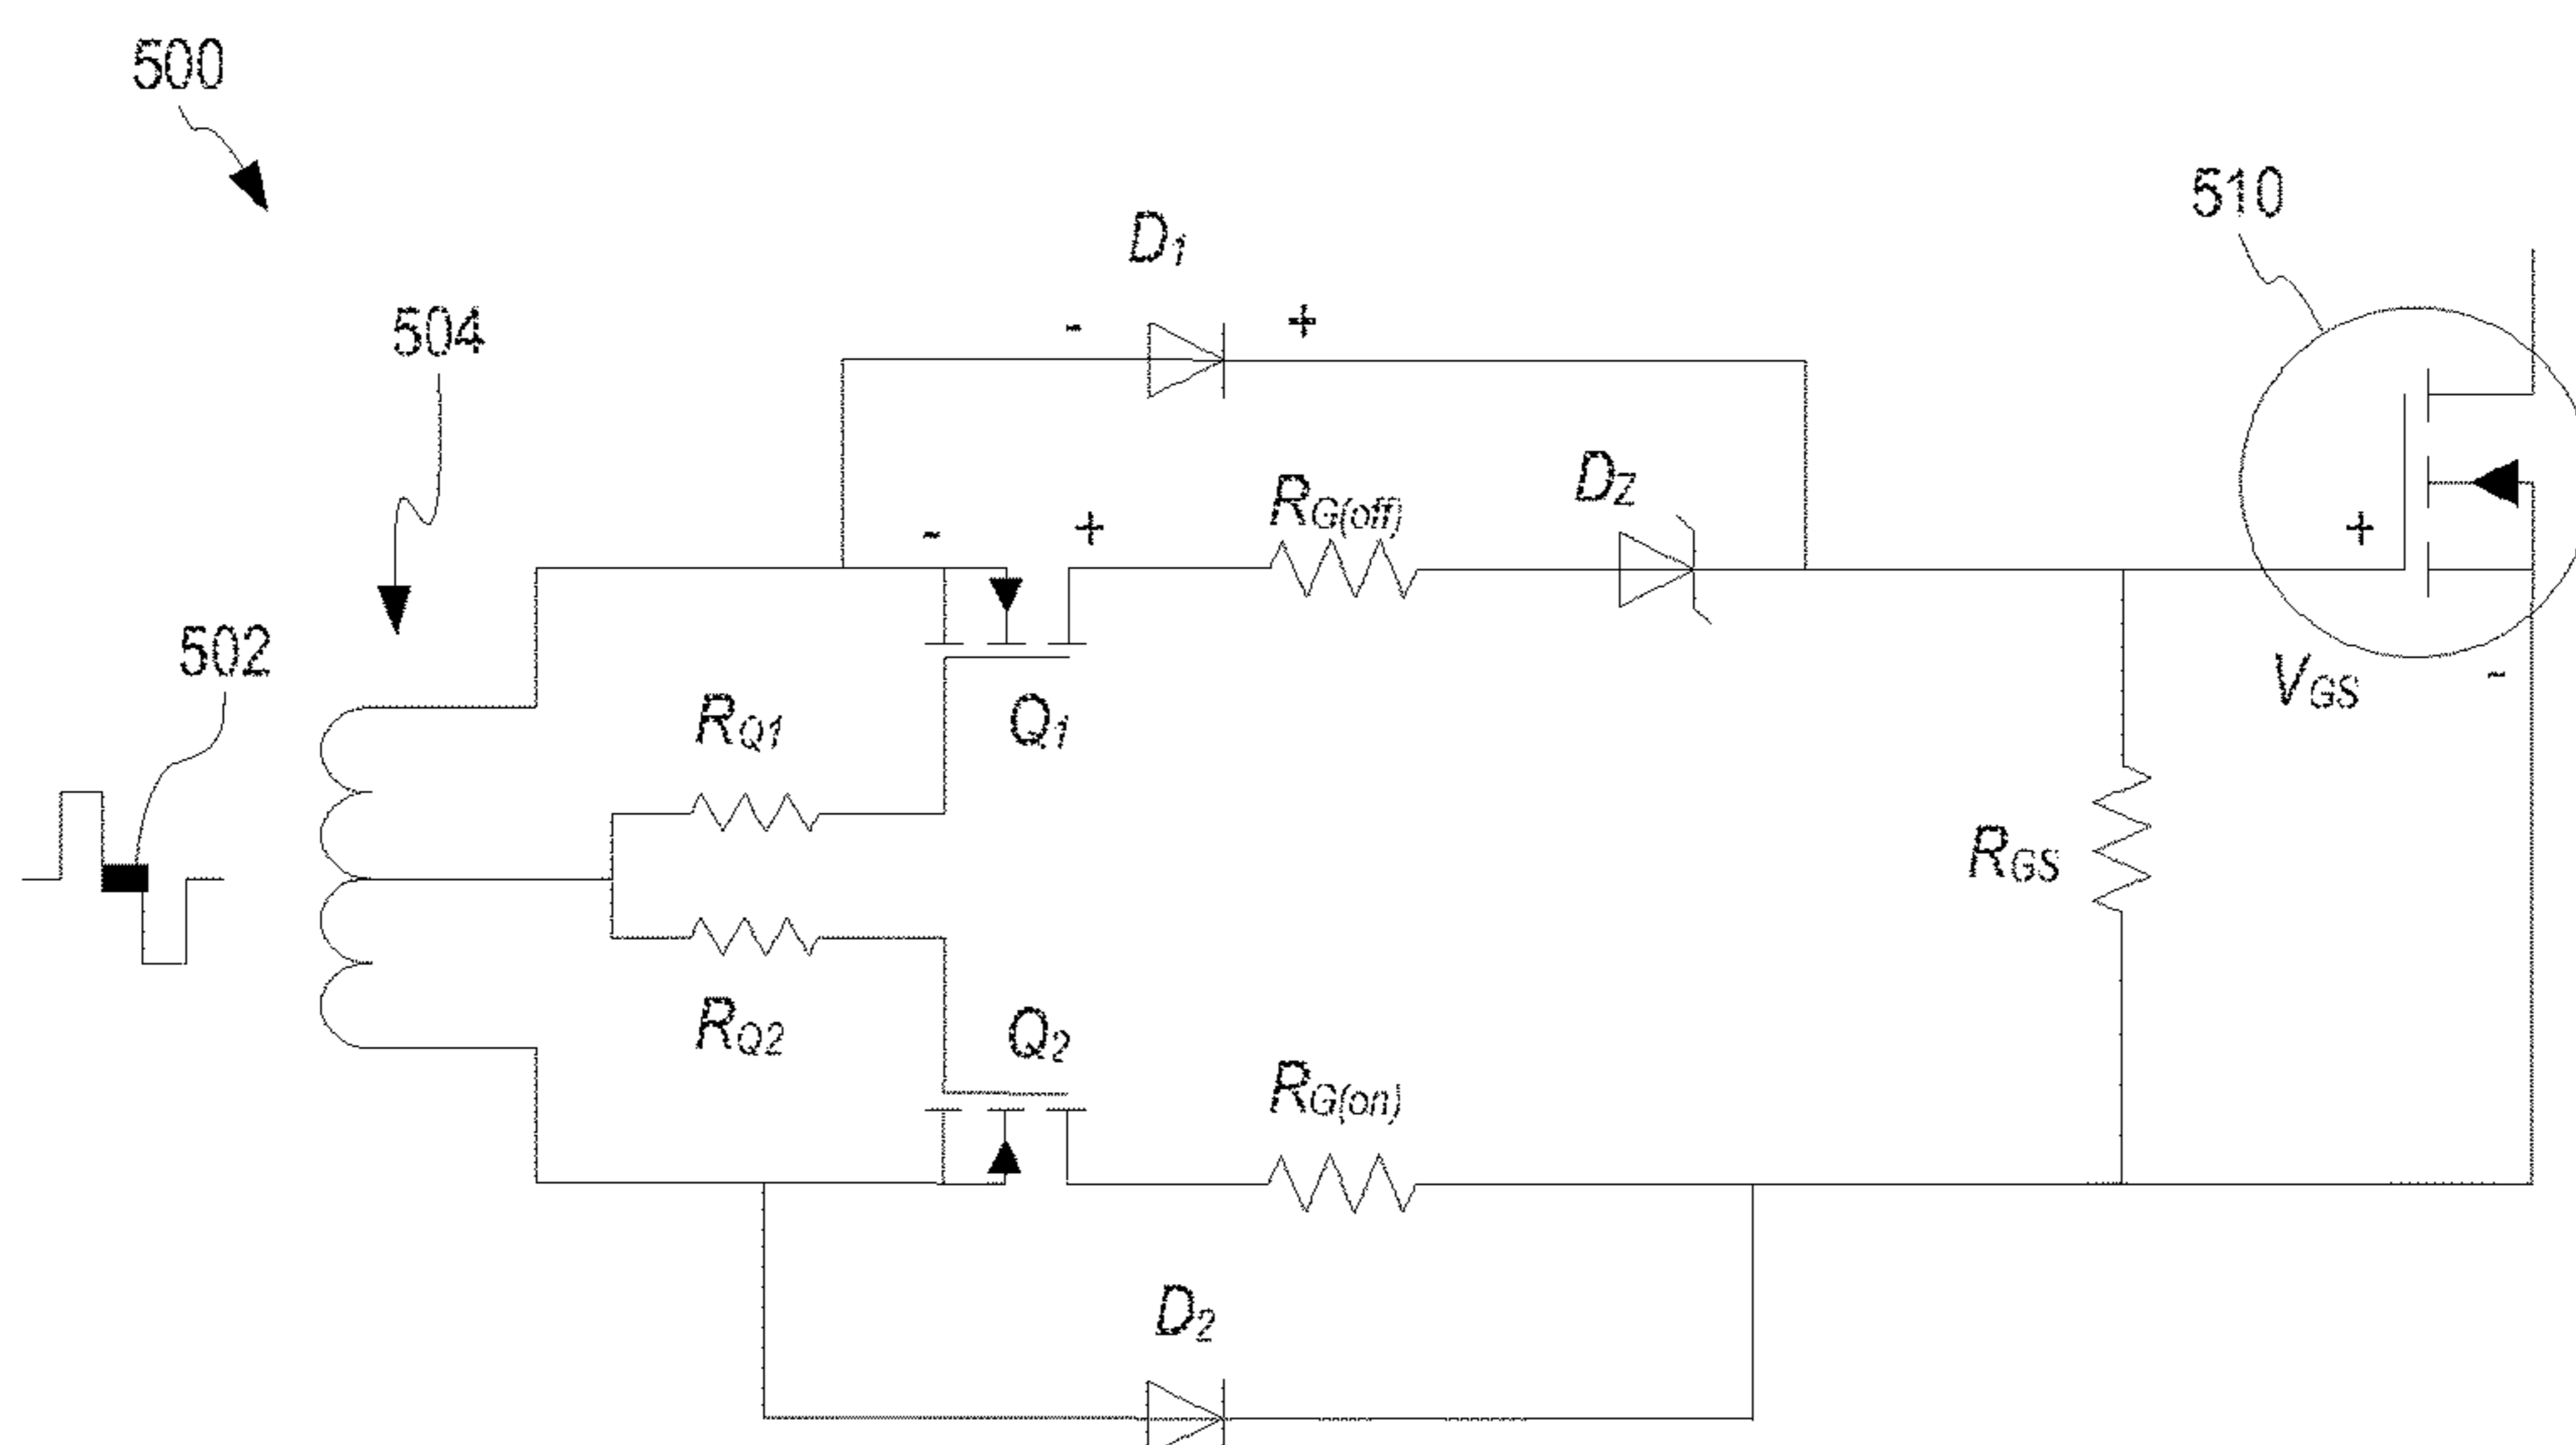 500
510
D1
- +
504
RG(off)
DZ
- +
+
502
VGS
-
RQ1
Q1
RGS
RQ2
Q2
RG(on)
D2